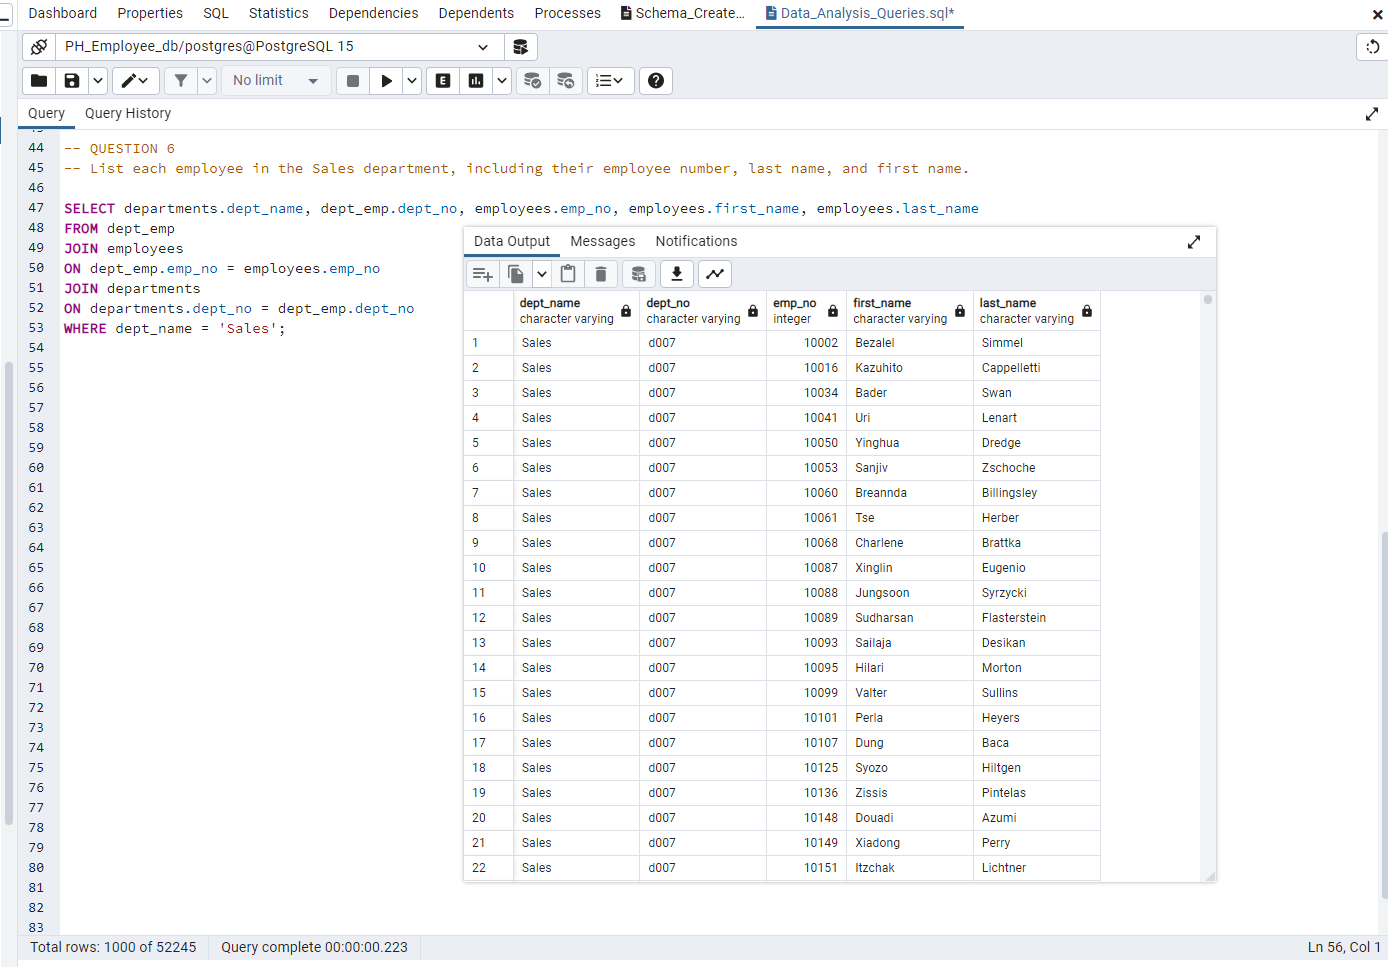 Dashboard Properties SQL Statistics Dependencies Dependents Processes Schema_Create... Data_Analysis_Queries.sql*
PH_Employee_db/postgres@PostgreSQL 15
No limit E
Query Query History
44 -- QUESTION 6
45 -- List each employee in the Sales department, including their employee number, last name, and first name.
46
47 SELECT departments.dept_name, dept_emp.dept_no, employees.emp_no, employees.first_name, employees.last_name
48 FROM dept_emp
49 JOIN employees
50 ON dept_emp.emp_no = employees.emp_no
51 JOIN departments
52 ON departments.dept_no = dept_emp.dept_no
53 WHERE dept_name = 'Sales';
54
55
56
57
58
59
60
61
62
63
64
65
66
67
68
69
70
71
72
73
74
75
76
77
78
79
80
81
82
83
Data Output Messages Notifications
dept_name dept_no emp_no first_name last_name
character varying character varying integer character varying character varying
1 Sales d007 10002 Bezalel Simmel
2 Sales d007 10016 Kazuhito Cappelletti
3 Sales d007 10034 Bader Swan
4 Sales d007 10041 Uri Lenart
5 Sales d007 10050 Yinghua Dredge
6 Sales d007 10053 Sanjiv Zschoche
7 Sales d007 10060 Breannda Billingsley
8 Sales d007 10061 Tse Herber
9 Sales d007 10068 Charlene Brattka
10 Sales d007 10087 Xinglin Eugenio
11 Sales d007 10088 Jungsoon Syrzycki
12 Sales d007 10089 Sudharsan Flasterstein
13 Sales d007 10093 Sailaja Desikan
14 Sales d007 10095 Hilari Morton
15 Sales d007 10099 Valter Sullins
16 Sales d007 10101 Perla Heyers
17 Sales d007 10107 Dung Baca
18 Sales d007 10125 Syozo Hiltgen
19 Sales d007 10136 Zissis Pintelas
20 Sales d007 10148 Douadi Azumi
21 Sales d007 10149 Xiadong Perry
22 Sales d007 10151 Itzchak Lichtner
Total rows: 1000 of 52245 Query complete 00:00:00.223 Ln 56, Col 1